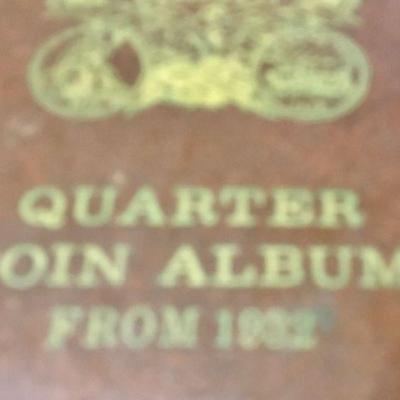 QUARTER
OIN ALBUM
FROM 1932